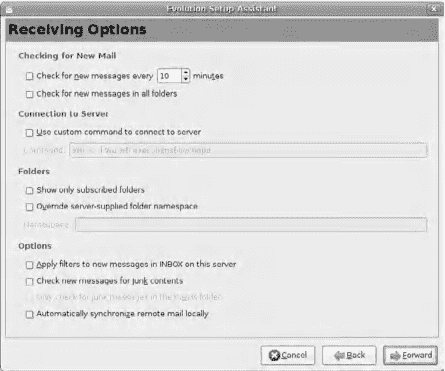 Evolution Setup Assistant
Receiving Options
Checking for New Mail
Check for new messages every 10 minutes
Check for new messages in all folders
Connection to Server
Use custom command to connect to server
Command:
Folders
Show only subscribed folders
Override server-supplied folder namespace
Namespace:
Options
Apply filters to new messages in INBOX on this server
Check new messages for Junk contents
Only check for junk messages in the INBOX folder
Automatically synchronize remote mail locally
Cancel
Back
Forward